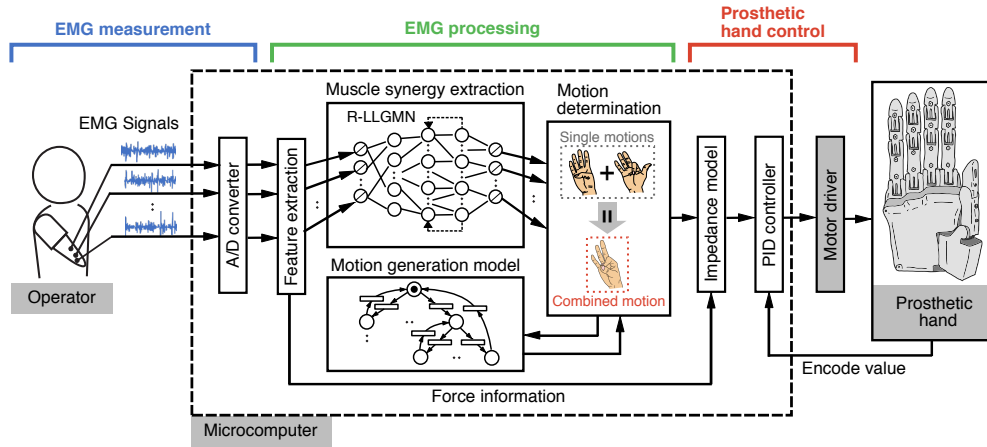 EMG measurement
EMG processing
Prosthetic
hand control
EMG Signals
Operator
A/D converter
Feature extraction
Muscle synergy extraction
R-LLGMN
Motion generation model
Motion
determination
Single motions
+
=
Combined motion
Impedance model
PID controller
Motor driver
Prosthetic
hand
Encode value
Force information
Microcomputer